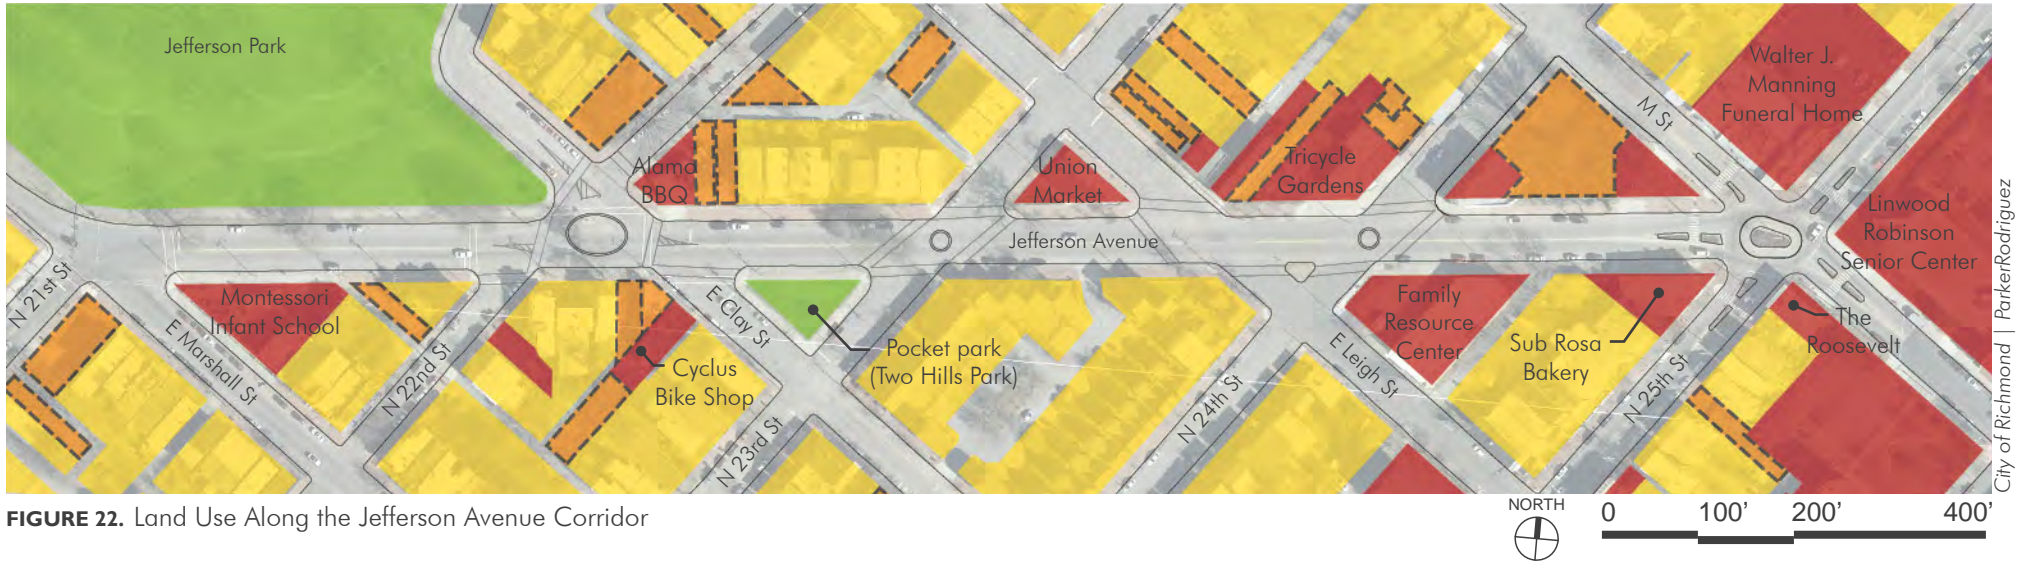 Jefferson Park
Walter J.
Manning
Funeral Home
M St
Alamo
BBQ
Union
Market
Tricycle
Gardens
Linwood
Robinson
Senior Center
Jefferson Avenue
N 21st St
Montessori
Infant School
E Marshall St
N 22nd St
E Clay St
Cyclus
Bike Shop
N 23rd St
Pocket park
(Two Hills Park)
N 24th St
E Leigh St
Family
Resource
Center
Sub Rosa
Bakery
N 25th St
The
Roosevelt
City of Richmond | ParkerRodriguez
FIGURE 22. Land Use Along the Jefferson Avenue Corridor
NORTH
0 100' 200' 400'